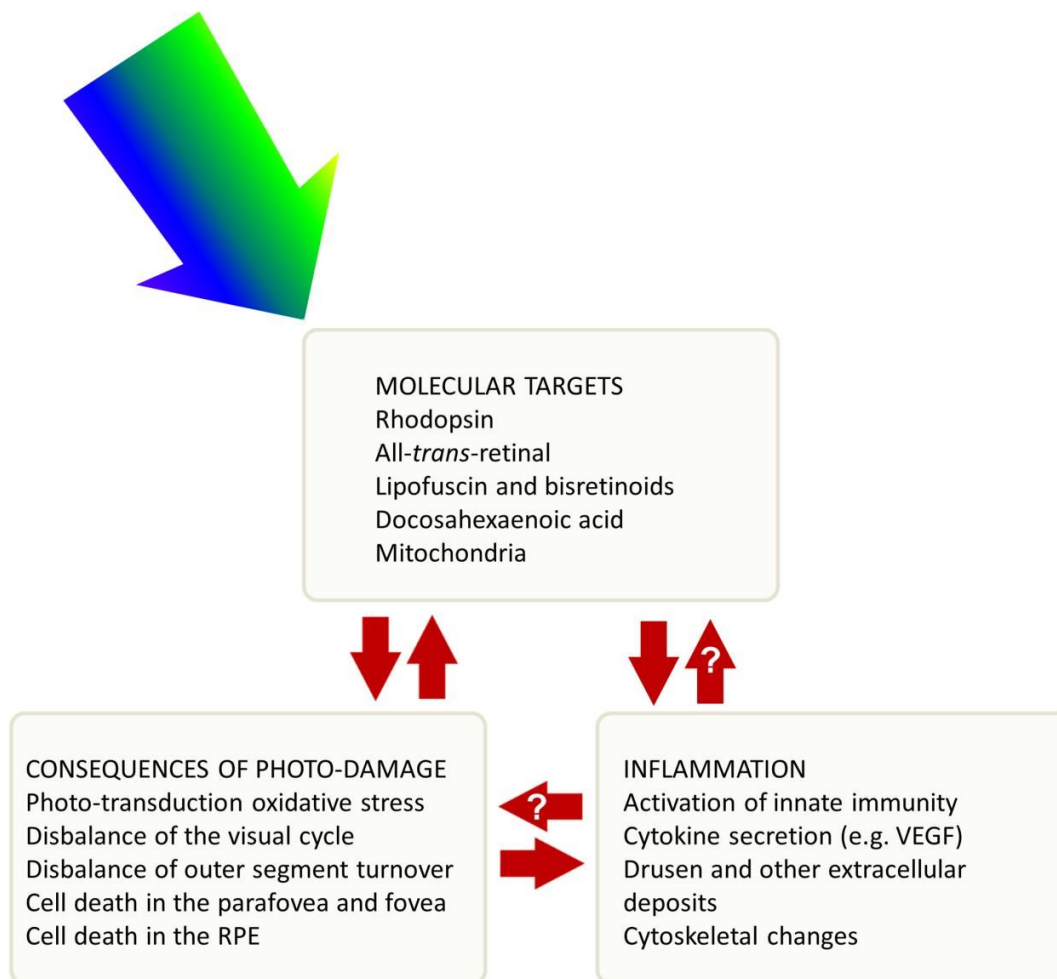 MOLECULAR TARGETS
Rhodopsin
All-trans-retinal
Lipofuscin and bisretinoids
Docosahexaenoic acid
Mitochondria
?
CONSEQUENCES OF PHOTO-DAMAGE
Photo-transduction oxidative stress
Disbalance of the visual cycle
Disbalance of outer segment turnover
Cell death in the parafovea and fovea
Cell death in the RPE
?
INFLAMMATION
Activation of innate immunity
Cytokine secretion (e.g. VEGF)
Drusen and other extracellular
deposits
Cytoskeletal changes